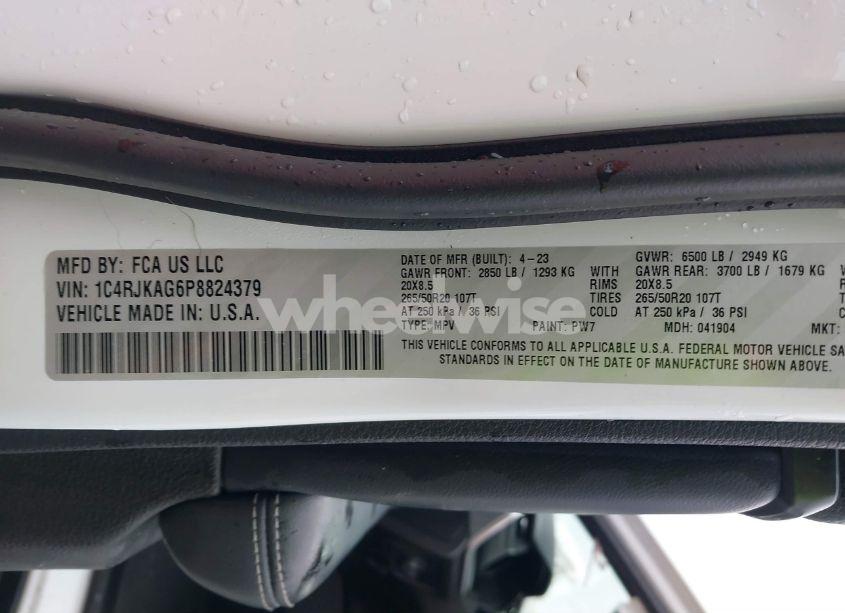 MFD BY: FCA US LLC
VIN: 1C4RJKAG6P8824379
VEHICLE MADE IN: U.S.A.
DATE OF MFR (BUILT): 4-23 GVWR: 6500 LB / 2949 KG
GAWR FRONT: 2850 LB / 1293 KG WITH GAWR REAR: 3700 LB / 1679 KG
20X8.5 RIMS 20X8.5
265/50R20 107T TIRES 265/50R20 107T
AT 250 kPa / 36 PSI COLD AT 250 kPa / 36 PSI
TYPE: MPV PAINT: PW7 MDH: 041904 MKT:
THIS VEHICLE CONFORMS TO ALL APPLICABLE U.S.A. FEDERAL MOTOR VEHICLE SA
STANDARDS IN EFFECT ON THE DATE OF MANUFACTURE SHOWN ABOVE.
wheelwise